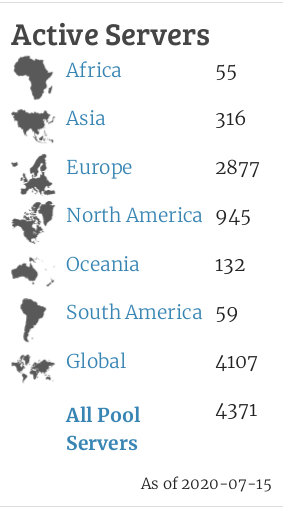 Active Servers
Africa 55
Asia 316
Europe 2877
North America 945
Oceania 132
South America 59
Global 4107
All Pool 4371
Servers
As of 2020-07-15